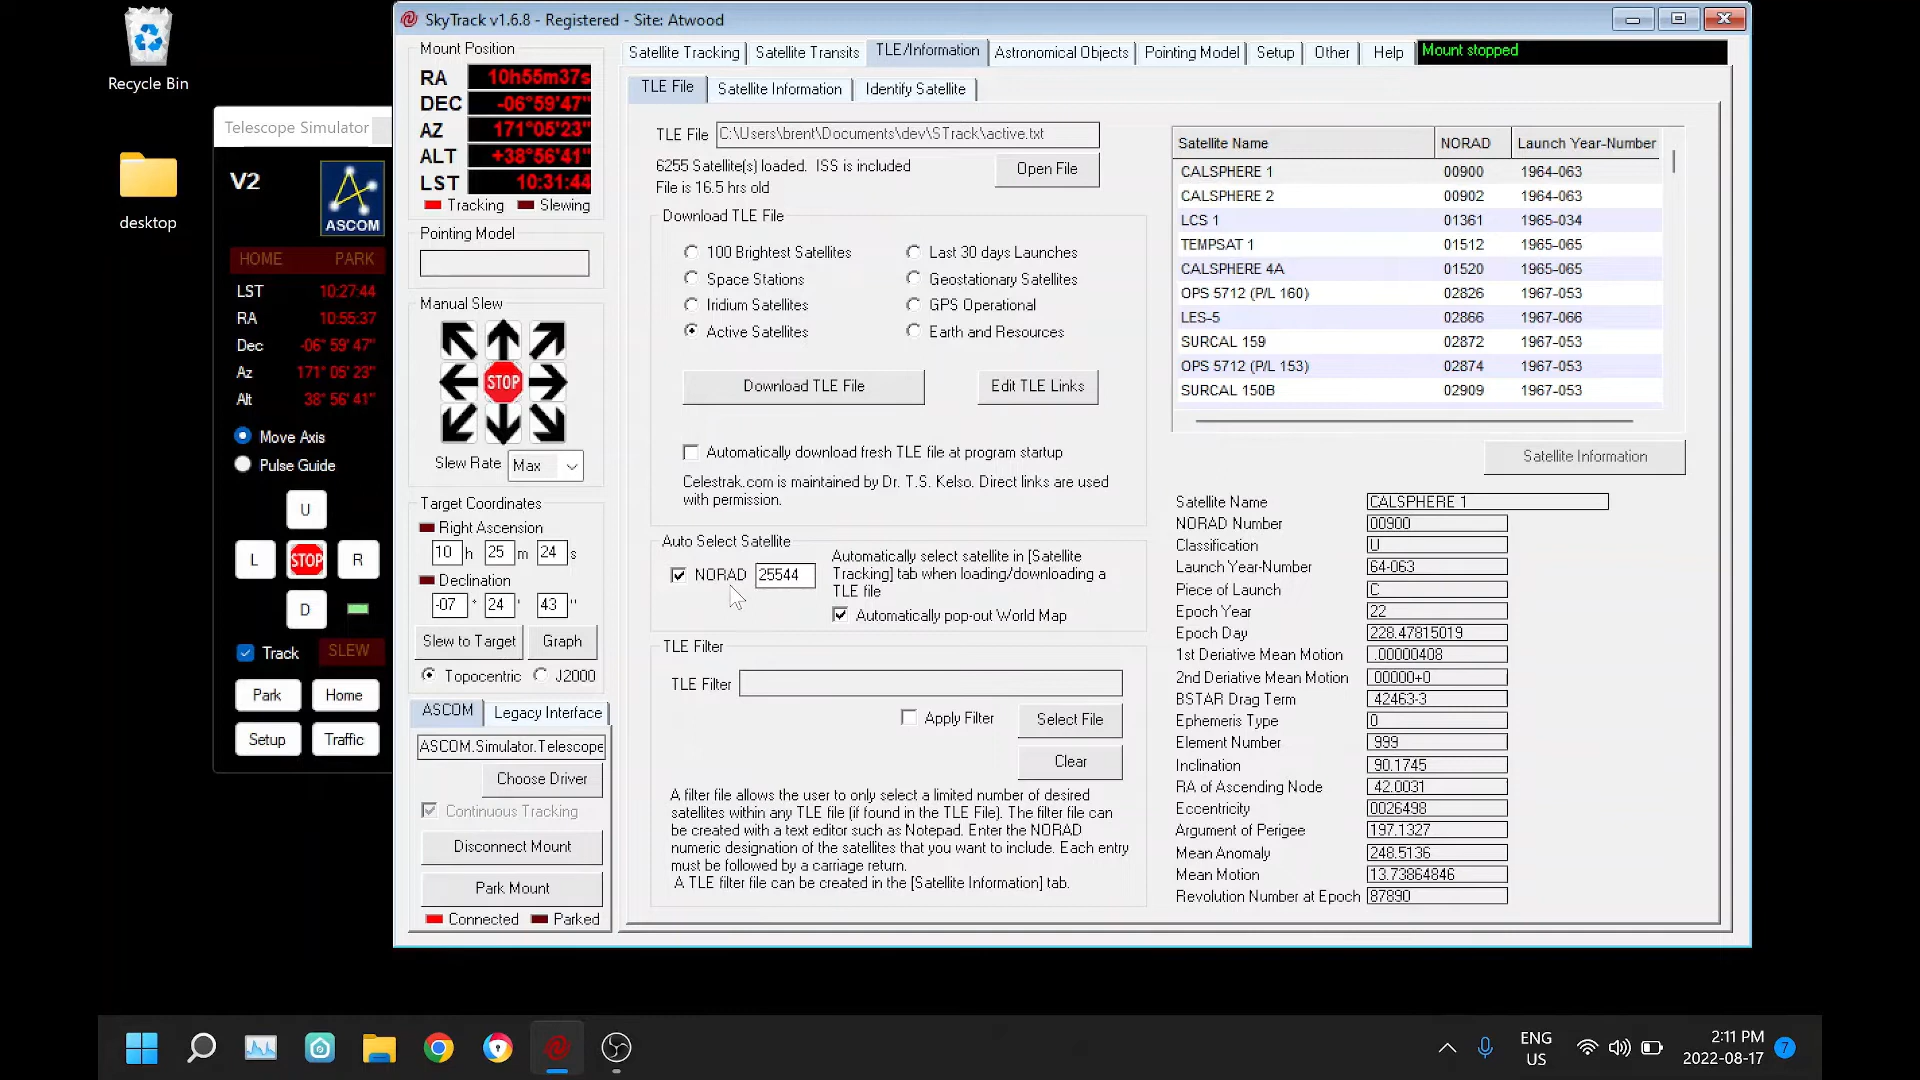 Recycle Bin
desktop
Telescope Simulator
V2
ASCOM
HOME PARK
LST 10:27:44
RA 10:55:37
Dec -06° 59' 47"
Az 171° 05' 23"
Alt 38° 56' 41"
Move Axis
Pulse Guide
U
L STOP R
D
Track SLEW
Park Home
Setup Traffic
SkyTrack v1.6.8 - Registered - Site: Atwood
Mount Position
RA 10h55m37s
DEC -06°59'47"
AZ 171°05'23"
ALT +38°56'41"
LST 10:31:44
Tracking Slewing
Pointing Model
Manual Slew
STOP
Slew Rate Max
Target Coordinates
Right Ascension
10 h 25 m 24 s
Declination
-07 ° 24 ' 43 "
Slew to Target Graph
Topocentric J2000
ASCOM Legacy Interface
ASCOM.Simulator.Telescope
Choose Driver
Continuous Tracking
Disconnect Mount
Park Mount
Connected Parked
Satellite Tracking Satellite Transits TLE/Information Astronomical Objects Pointing Model Setup Other Help Mount stopped
TLE File Satellite Information Identify Satellite
TLE File C:\Users\brent\Documents\dev\STrack\active.txt
6255 Satellite(s) loaded. ISS is included
File is 16.5 hrs old
Open File
Download TLE File
100 Brightest Satellites Last 30 days Launches
Space Stations Geostationary Satellites
Iridium Satellites GPS Operational
Active Satellites Earth and Resources
Download TLE File Edit TLE Links
Automatically download fresh TLE file at program startup
Celestrak.com is maintained by Dr. T.S. Kelso. Direct links are used
with permission.
Auto Select Satellite
NORAD 25544
Automatically select satellite in [Satellite
Tracking] tab when loading/downloading a
TLE file
Automatically pop-out World Map
TLE Filter
TLE Filter
Apply Filter Select File
Clear
A filter file allows the user to only select a limited number of desired
satellites within any TLE file (if found in the TLE File). The filter file can
be created with a text editor such as Notepad. Enter the NORAD
numeric designation of the satellites that you want to include. Each entry
must be followed by a carriage return.
A TLE filter file can be created in the [Satellite Information] tab.
Satellite Name NORAD Launch Year-Number
CALSPHERE 1 00900 1964-063
CALSPHERE 2 00902 1964-063
LCS 1 01361 1965-034
TEMPSAT 1 01512 1965-065
CALSPHERE 4A 01520 1965-065
OPS 5712 (P/L 160) 02826 1967-053
LES-5 02866 1967-066
SURCAL 159 02872 1967-053
OPS 5712 (P/L 153) 02874 1967-053
SURCAL 150B 02909 1967-053
Satellite Information
Satellite Name CALSPHERE 1
NORAD Number 00900
Classification U
Launch Year-Number 64-063
Piece of Launch C
Epoch Year 22
Epoch Day 228.47815019
1st Deriative Mean Motion .00000408
2nd Deriative Mean Motion 00000+0
BSTAR Drag Term 42463-3
Ephemeris Type 0
Element Number 999
Inclination 90.1745
RA of Ascending Node 42.0031
Eccentricity 0026498
Argument of Perigee 197.1327
Mean Anomaly 248.5136
Mean Motion 13.73864846
Revolution Number at Epoch 87890
ENG
US
2:11 PM
2022-08-17
7